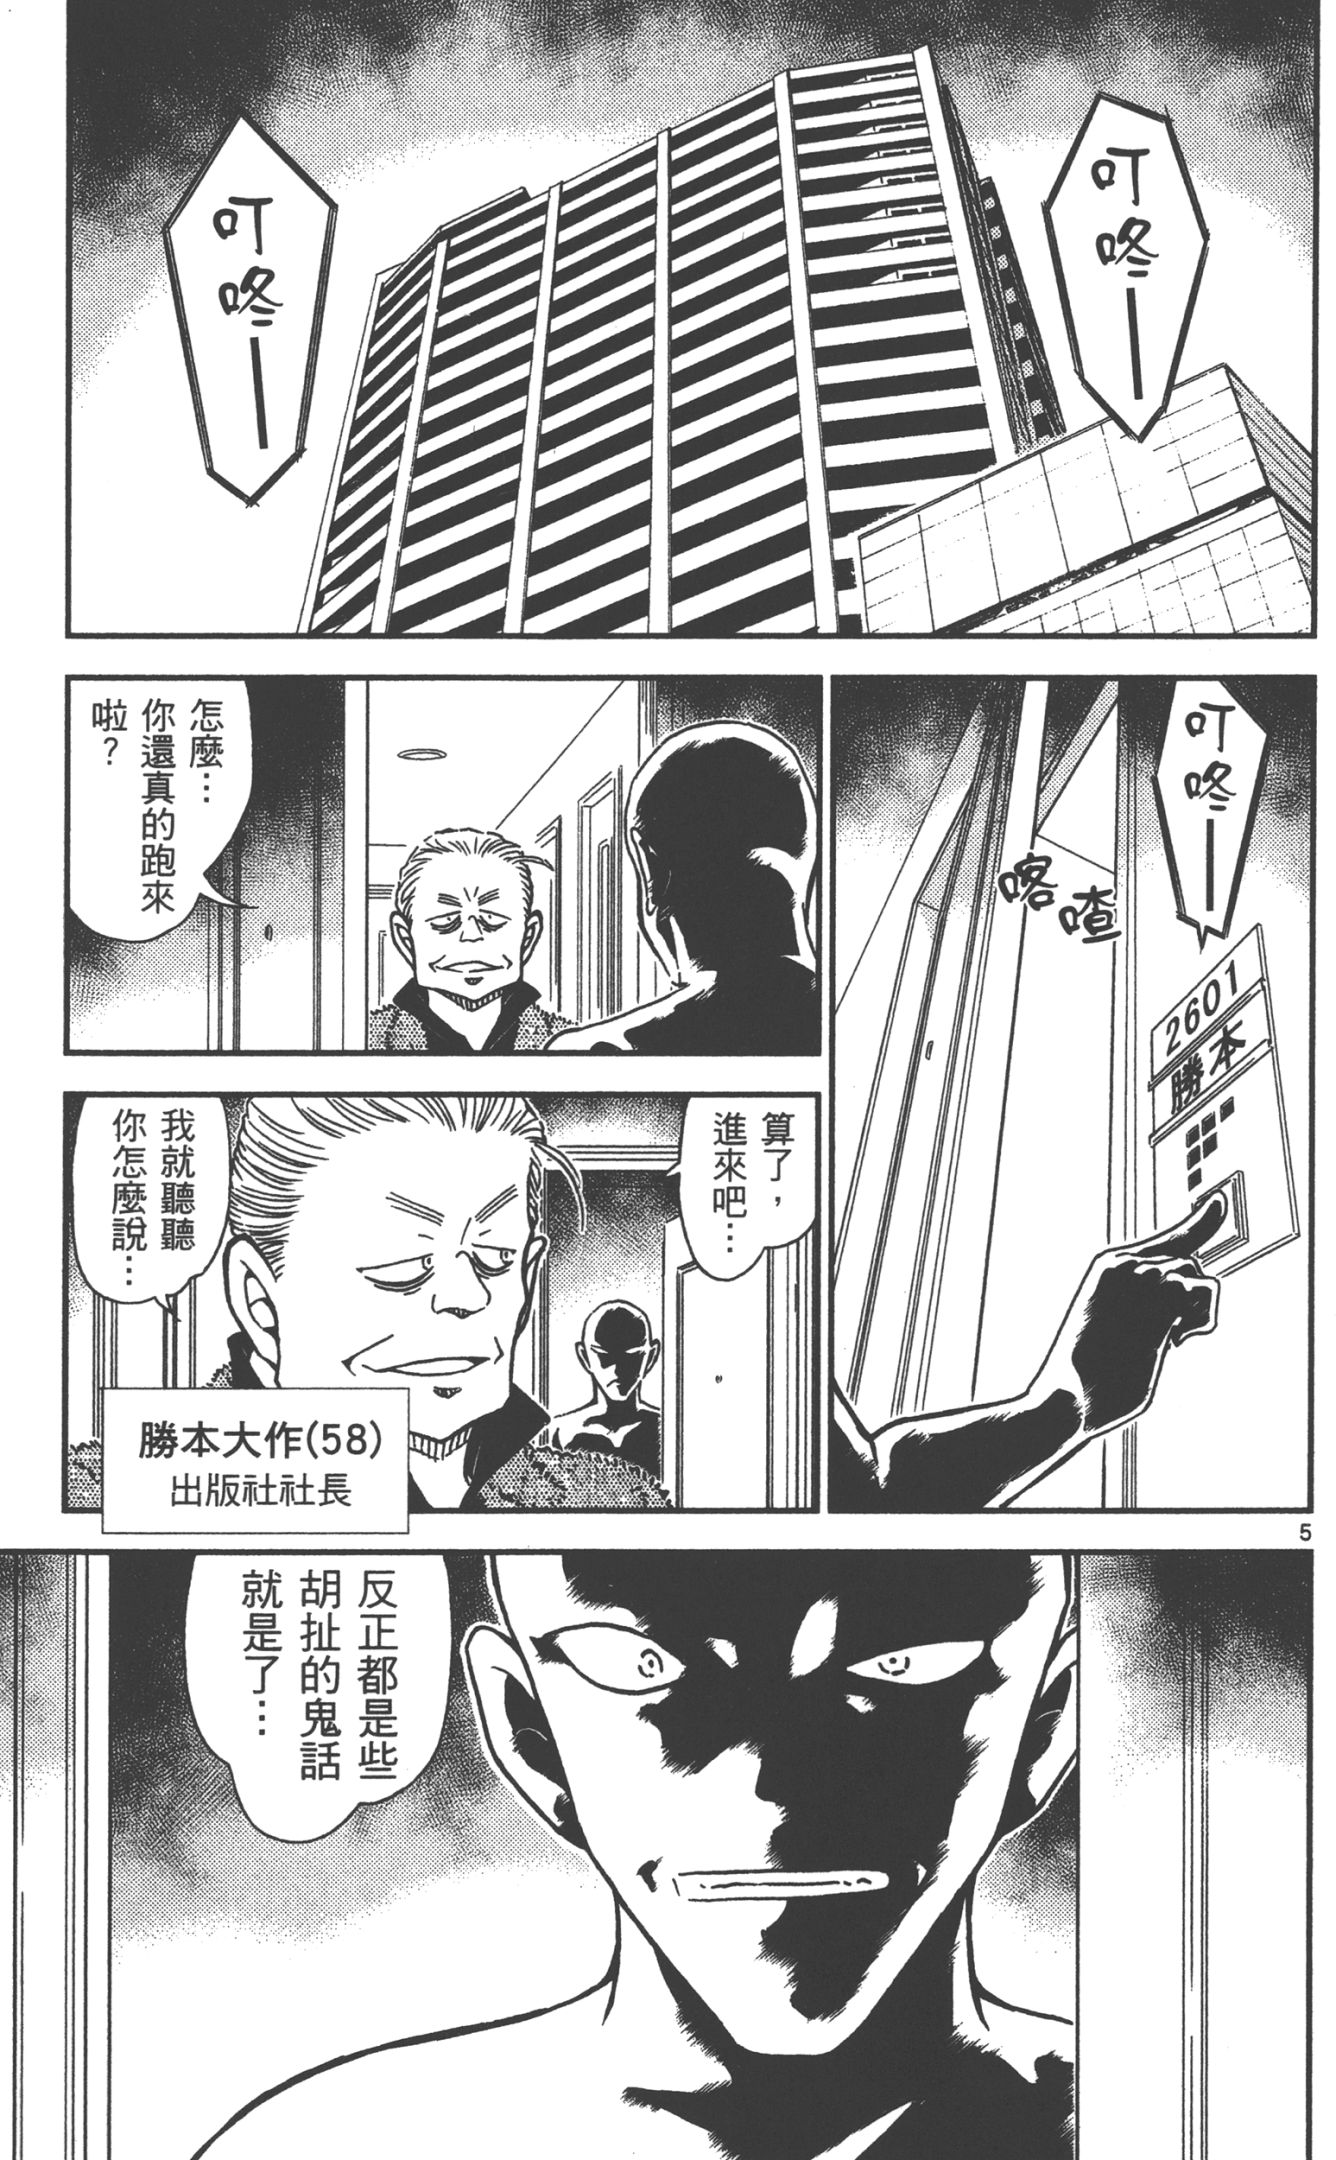 叮咚——
叮咚——
叮咚——
喀喳
2601
勝本
怎麼…
你還真的跑來
啦？
算了，
進來吧…
我就聽聽
你怎麼說…
勝本大作(58)
出版社社長
5
反正都是些
胡扯的鬼話
就是了…